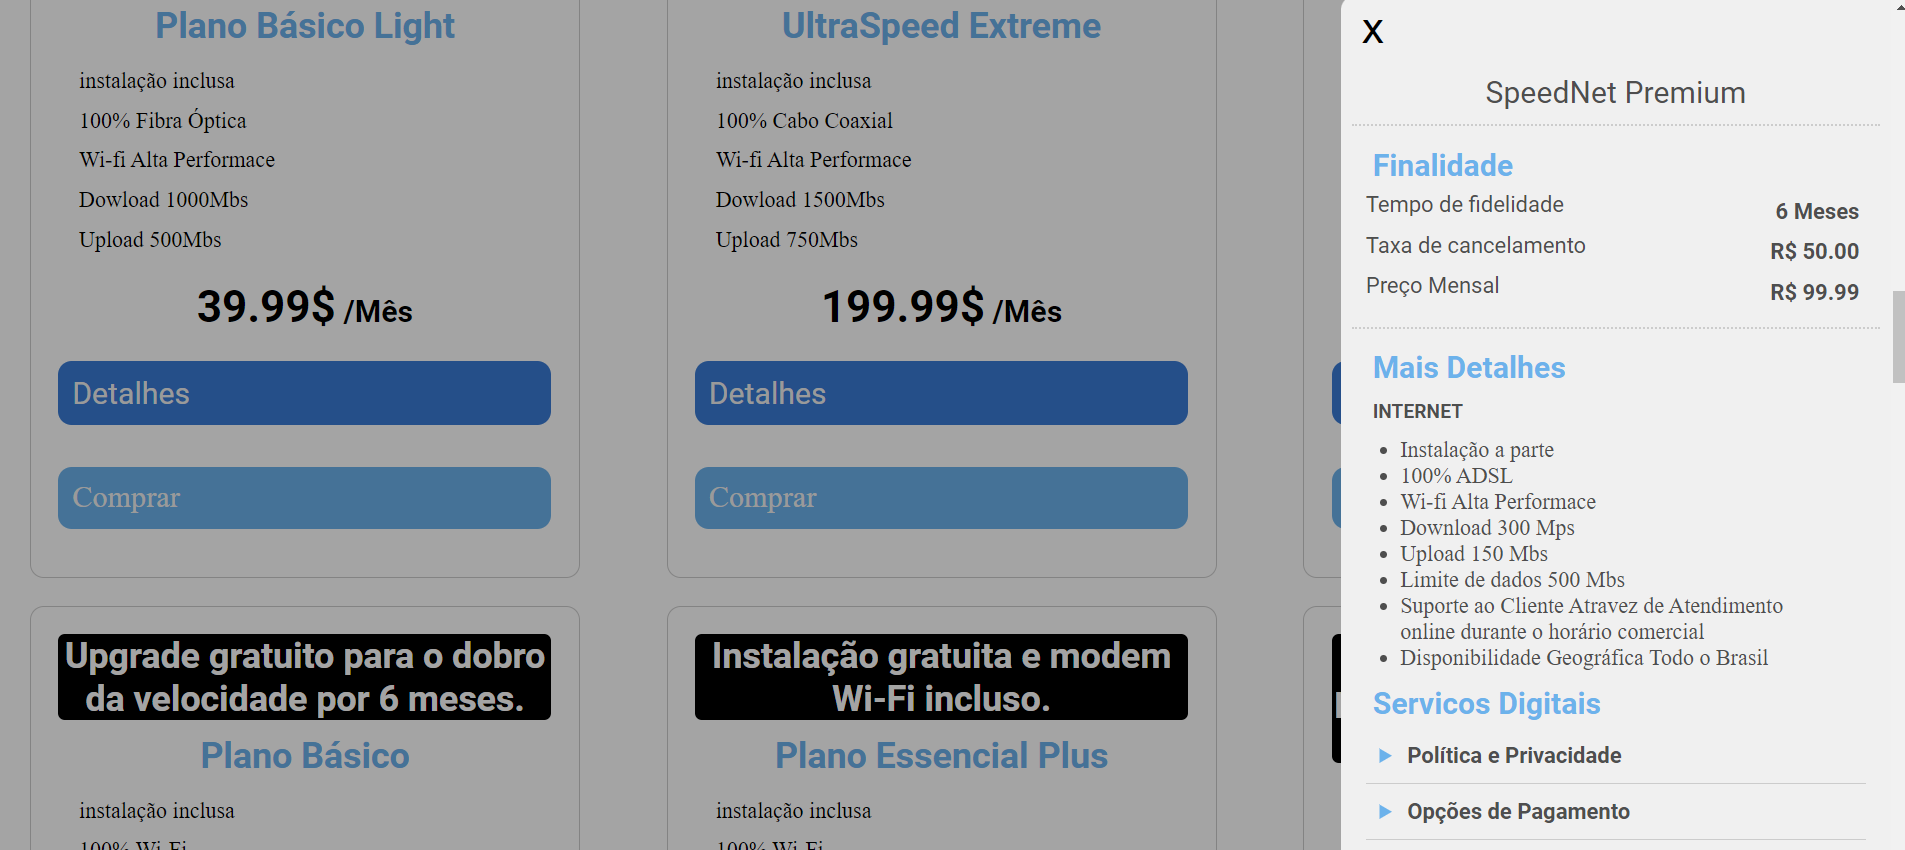 Plano Básico Light
instalação inclusa
100% Fibra Óptica
Wi-fi Alta Performace
Dowload 1000Mbs
Upload 500Mbs
39.99$ /Mês
Detalhes
Comprar
UltraSpeed Extreme
instalação inclusa
100% Cabo Coaxial
Wi-fi Alta Performace
Dowload 1500Mbs
Upload 750Mbs
199.99$ /Mês
Detalhes
Comprar
Upgrade gratuito para o dobro
da velocidade por 6 meses.
Plano Básico
instalação inclusa
100% Wi-Fi
Instalação gratuita e modem
Wi-Fi incluso.
Plano Essencial Plus
instalação inclusa
100% Wi-Fi
X
SpeedNet Premium
Finalidade
Tempo de fidelidade 6 Meses
Taxa de cancelamento R$ 50.00
Preço Mensal R$ 99.99
Mais Detalhes
INTERNET
• Instalação a parte
• 100% ADSL
• Wi-fi Alta Performace
• Download 300 Mps
• Upload 150 Mbs
• Limite de dados 500 Mbs
• Suporte ao Cliente Atravez de Atendimento
online durante o horário comercial
• Disponibilidade Geográfica Todo o Brasil
Servicos Digitais
Política e Privacidade
Opções de Pagamento